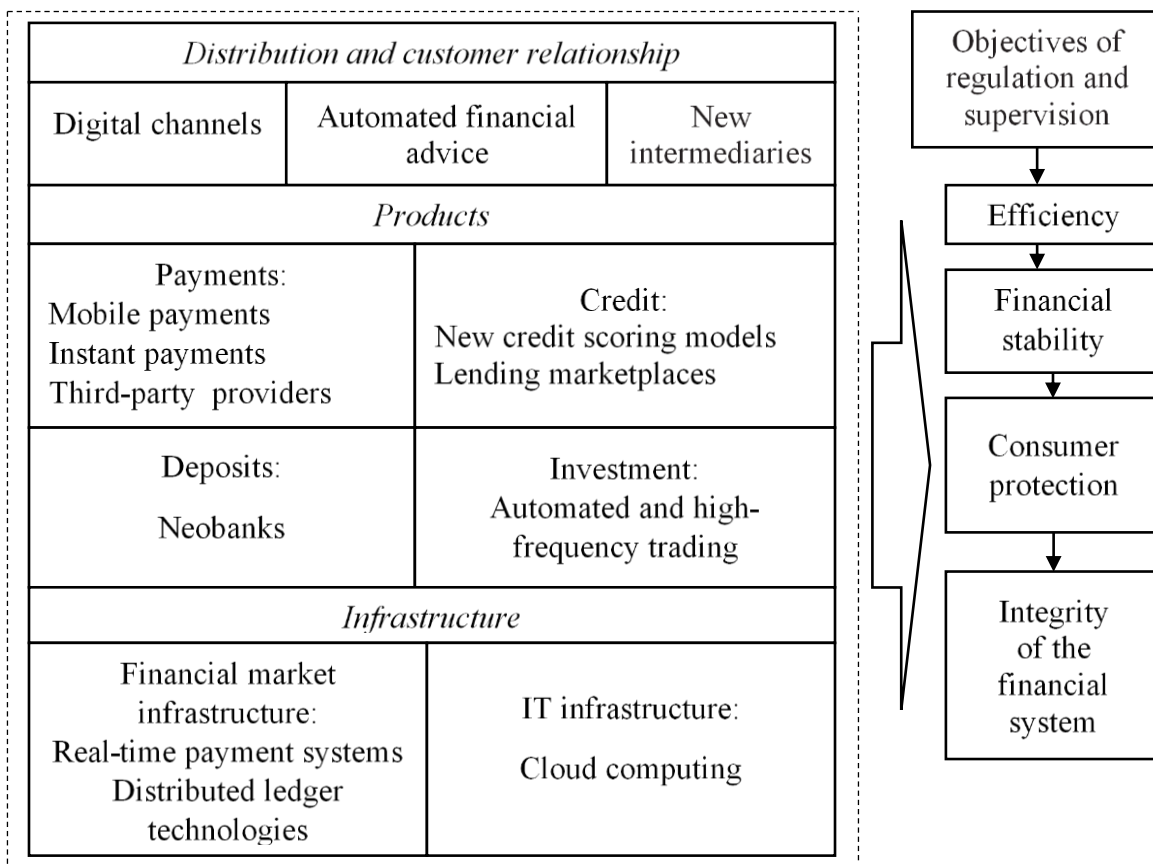 Distribution and customer relationship
Digital channels
Automated financial
advice
New
intermediaries
Products
Payments:
Mobile payments
Instant payments
Third-party providers
Credit:
New credit scoring models
Lending marketplaces
Deposits:
Neobanks
Investment:
Automated and high-
frequency trading
Infrastructure
Financial market
infrastructure:
Real-time payment systems
Distributed ledger
technologies
IT infrastructure:
Cloud computing
Objectives of
regulation and
supervision
Efficiency
Financial
stability
Consumer
protection
Integrity
of the
financial
system